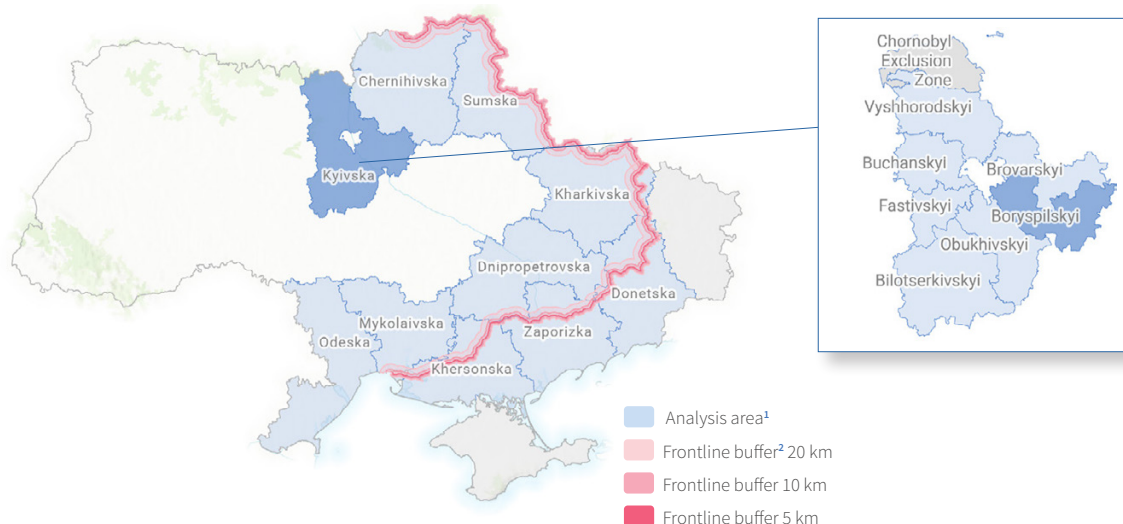 Chernihivska
Sumska
Kyivska
Kharkivska
Dnipropetrovska
Donetska
Zaporizka
Mykolaivska
Odeska
Khersonska
Chornobyl
Exclusion
Zone
Vyshhorodskyi
Buchanskyi
Brovarskyi
Fastivskyi
Boryspilskyi
Obukhivskyi
Bilotserkivskyi
Analysis area¹
Frontline buffer² 20 km
Frontline buffer 10 km
Frontline buffer 5 km